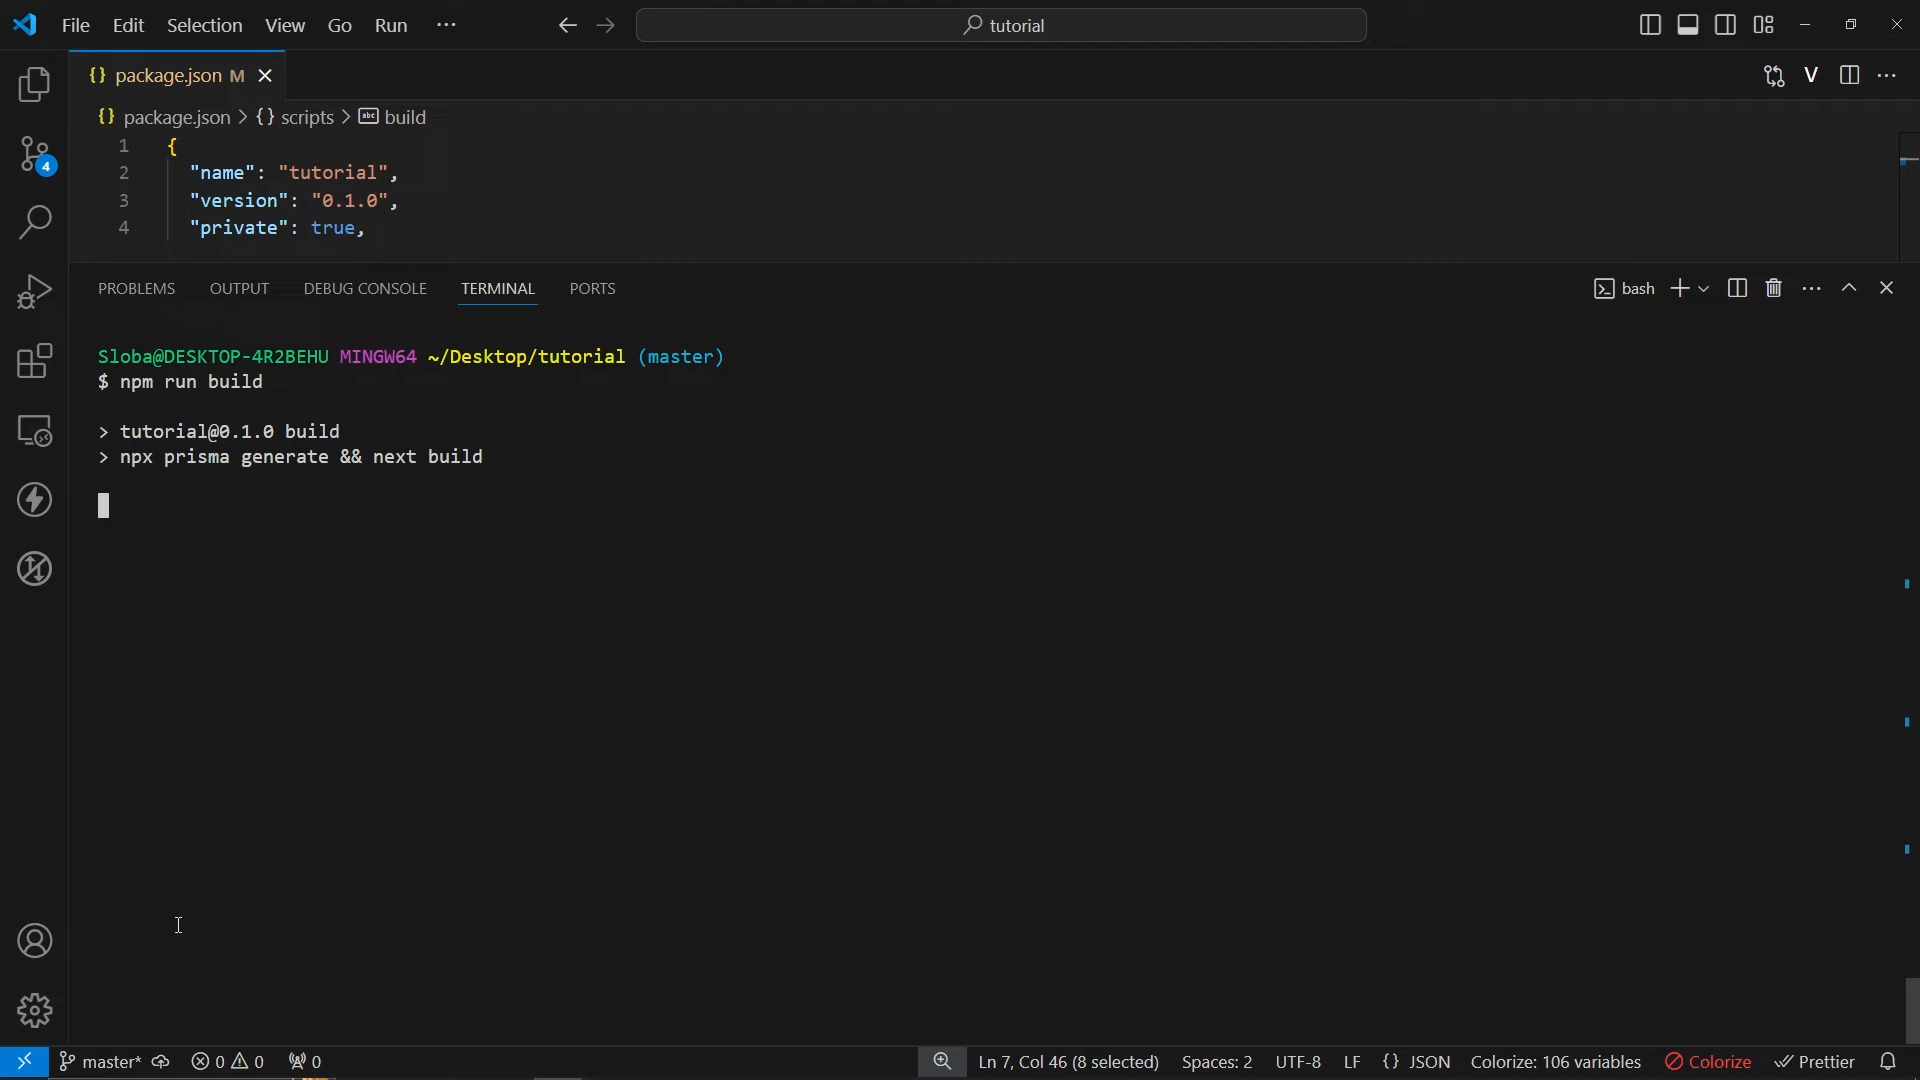 File Edit Selection View Go Run ··· tutorial
{} package.json M V ···
{} package.json > {} scripts > abc build
1 {
2 "name": "tutorial",
3 "version": "0.1.0",
4 "private": true,
4
PROBLEMS OUTPUT DEBUG CONSOLE TERMINAL PORTS bash ···
Sloba@DESKTOP-4R2BEHU MINGW64 ~/Desktop/tutorial (master)
$ npm run build
> tutorial@0.1.0 build
> npx prisma generate && next build
master* 0 0 0 Ln 7, Col 46 (8 selected) Spaces: 2 UTF-8 LF {} JSON Colorize: 106 variables Colorize Prettier